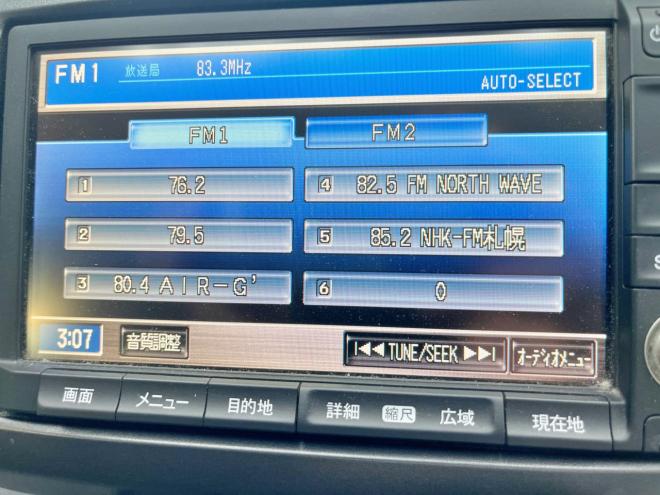 FM1 放送局 83.3MHz
AUTO-SELECT
FM1 FM2
1 76.2
4 82.5 FM NORTH WAVE
2 79.5
5 85.2 NHK-FM札幌
3 80.4 AIR-G'
6 0
3:07 音質調整 TUNE/SEEK オーディオメニュー
画面 メニュー 目的地 詳細 縮尺 広域 現在地
S